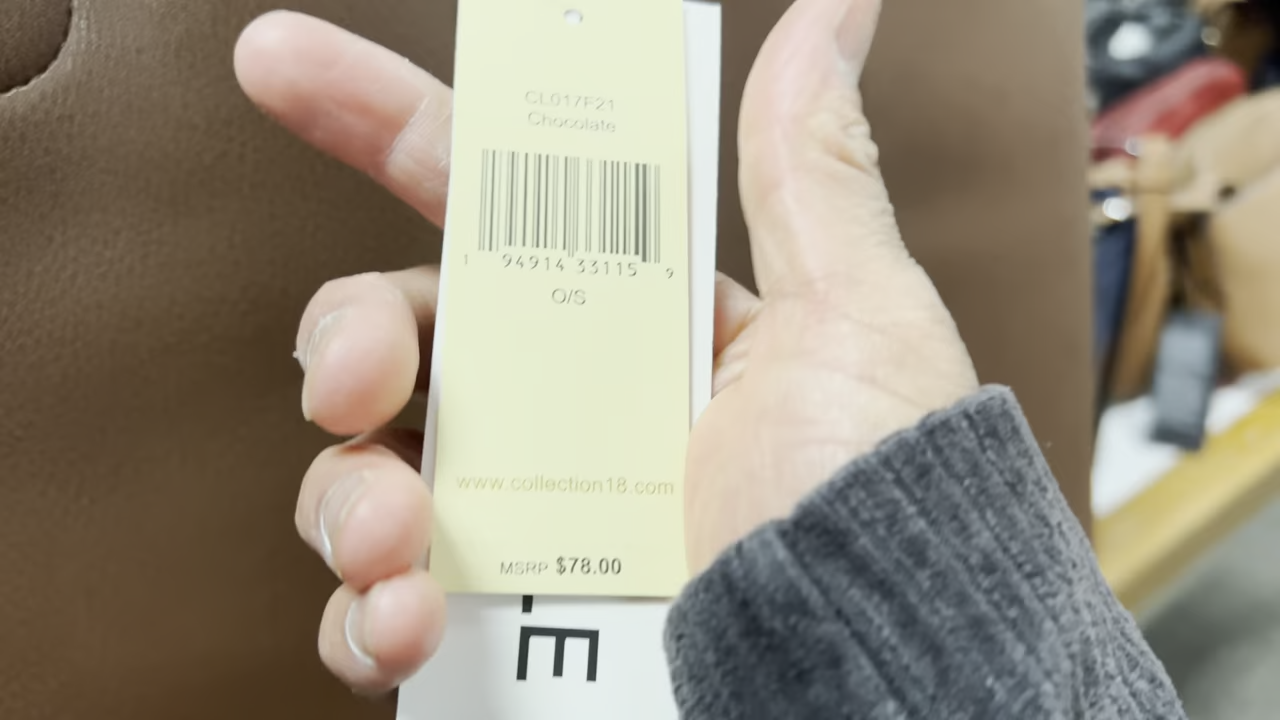 CL017F21
Chocolate
1 94914 33115 9
O/S
www.collection18.com
MSRP $78.00
E